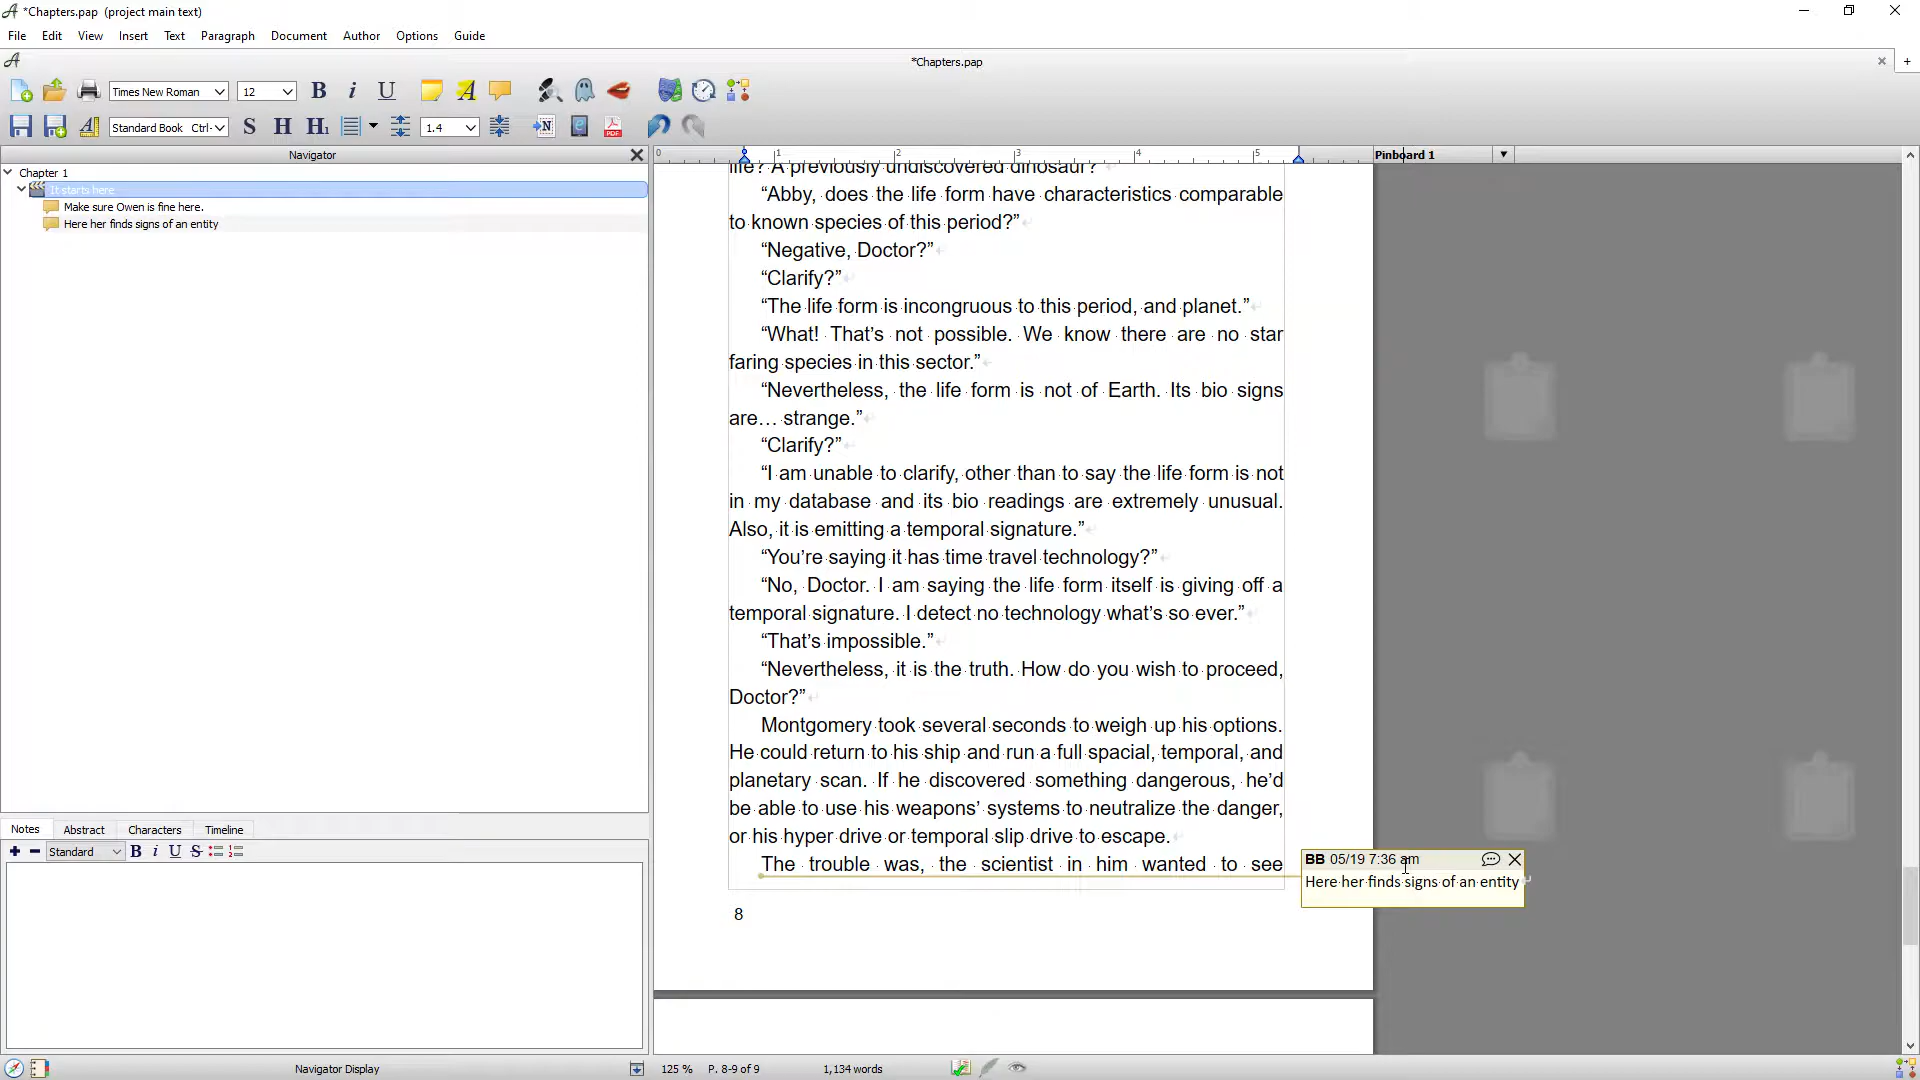 *Chapters.pap (project main text)
File Edit View Insert Text Paragraph Document Author Options Guide
*Chapters.pap
Times New Roman 12 B i U A
Standard Book Ctrl- S H H1 1.4 N PDF
Navigator
Chapter 1
It starts here
Make sure Owen is fine here.
Here her finds signs of an entity
0 1 2 3 4 5
Pinboard 1
life? A previously undiscovered dinosaur?
“Abby, does the life form have characteristics comparable
to known species of this period?”
“Negative, Doctor?”
“Clarify?”
“The life form is incongruous to this period, and planet.”
“What! That’s not possible. We know there are no star
faring species in this sector.”
“Nevertheless, the life form is not of Earth. Its bio signs
are… strange.”
“Clarify?”
“I am unable to clarify, other than to say the life form is not
in my database and its bio readings are extremely unusual.
Also, it is emitting a temporal signature.”
“You’re saying it has time travel technology?”
“No, Doctor. I am saying the life form itself is giving off a
temporal signature. I detect no technology what’s so ever.”
“That’s impossible.”
“Nevertheless, it is the truth. How do you wish to proceed,
Doctor?”
Montgomery took several seconds to weigh up his options.
He could return to his ship and run a full spacial, temporal, and
planetary scan. If he discovered something dangerous, he’d
be able to use his weapons’ systems to neutralize the danger,
or his hyper drive or temporal slip drive to escape.
The trouble was, the scientist in him wanted to see
8
BB 05/19 7:36 am
Here her finds signs of an entity
Notes Abstract Characters Timeline
Standard B i U S
Navigator Display
125 % P. 8-9 of 9 1,134 words